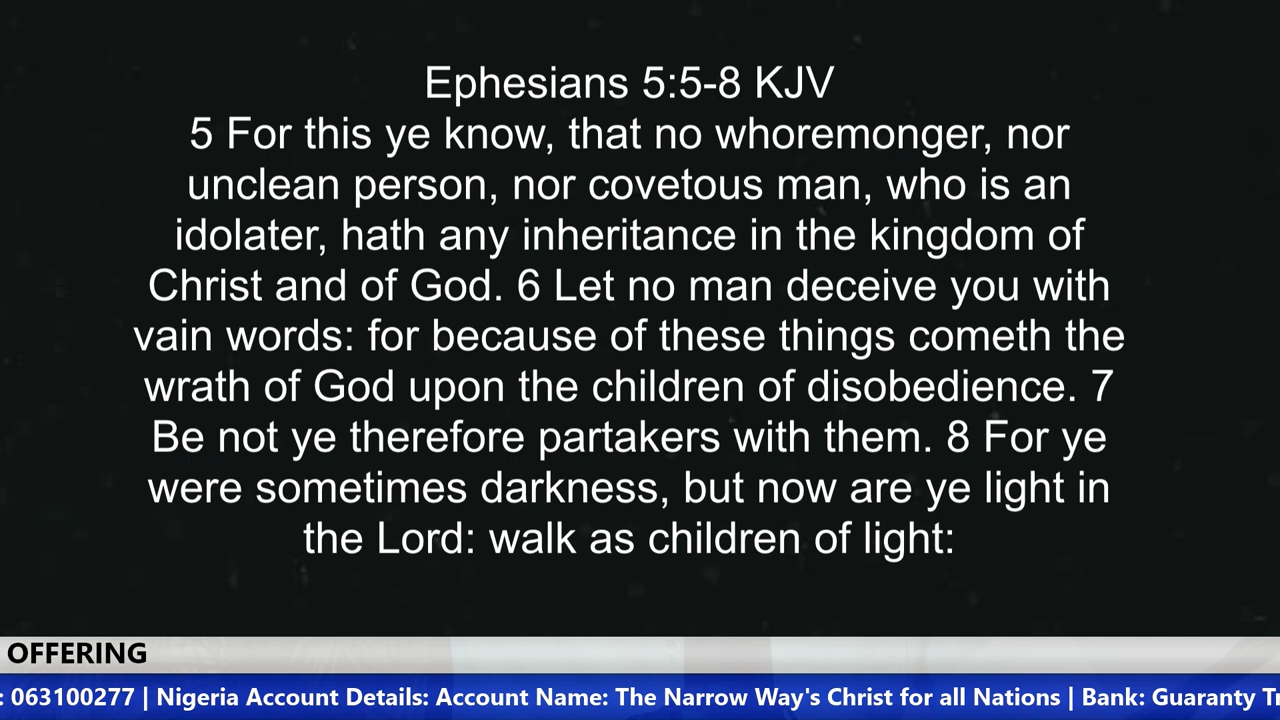 Ephesians 5:5-8 KJV
5 For this ye know, that no whoremonger, nor
unclean person, nor covetous man, who is an
idolater, hath any inheritance in the kingdom of
Christ and of God. 6 Let no man deceive you with
vain words: for because of these things cometh the
wrath of God upon the children of disobedience. 7
Be not ye therefore partakers with them. 8 For ye
were sometimes darkness, but now are ye light in
the Lord: walk as children of light:
OFFERING
: 063100277 | Nigeria Account Details: Account Name: The Narrow Way's Christ for all Nations | Bank: Guaranty